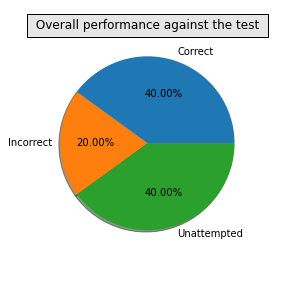 Overall performance against the test
Correct
40.00%
Incorrect
20.00%
40.00%
Unattempted